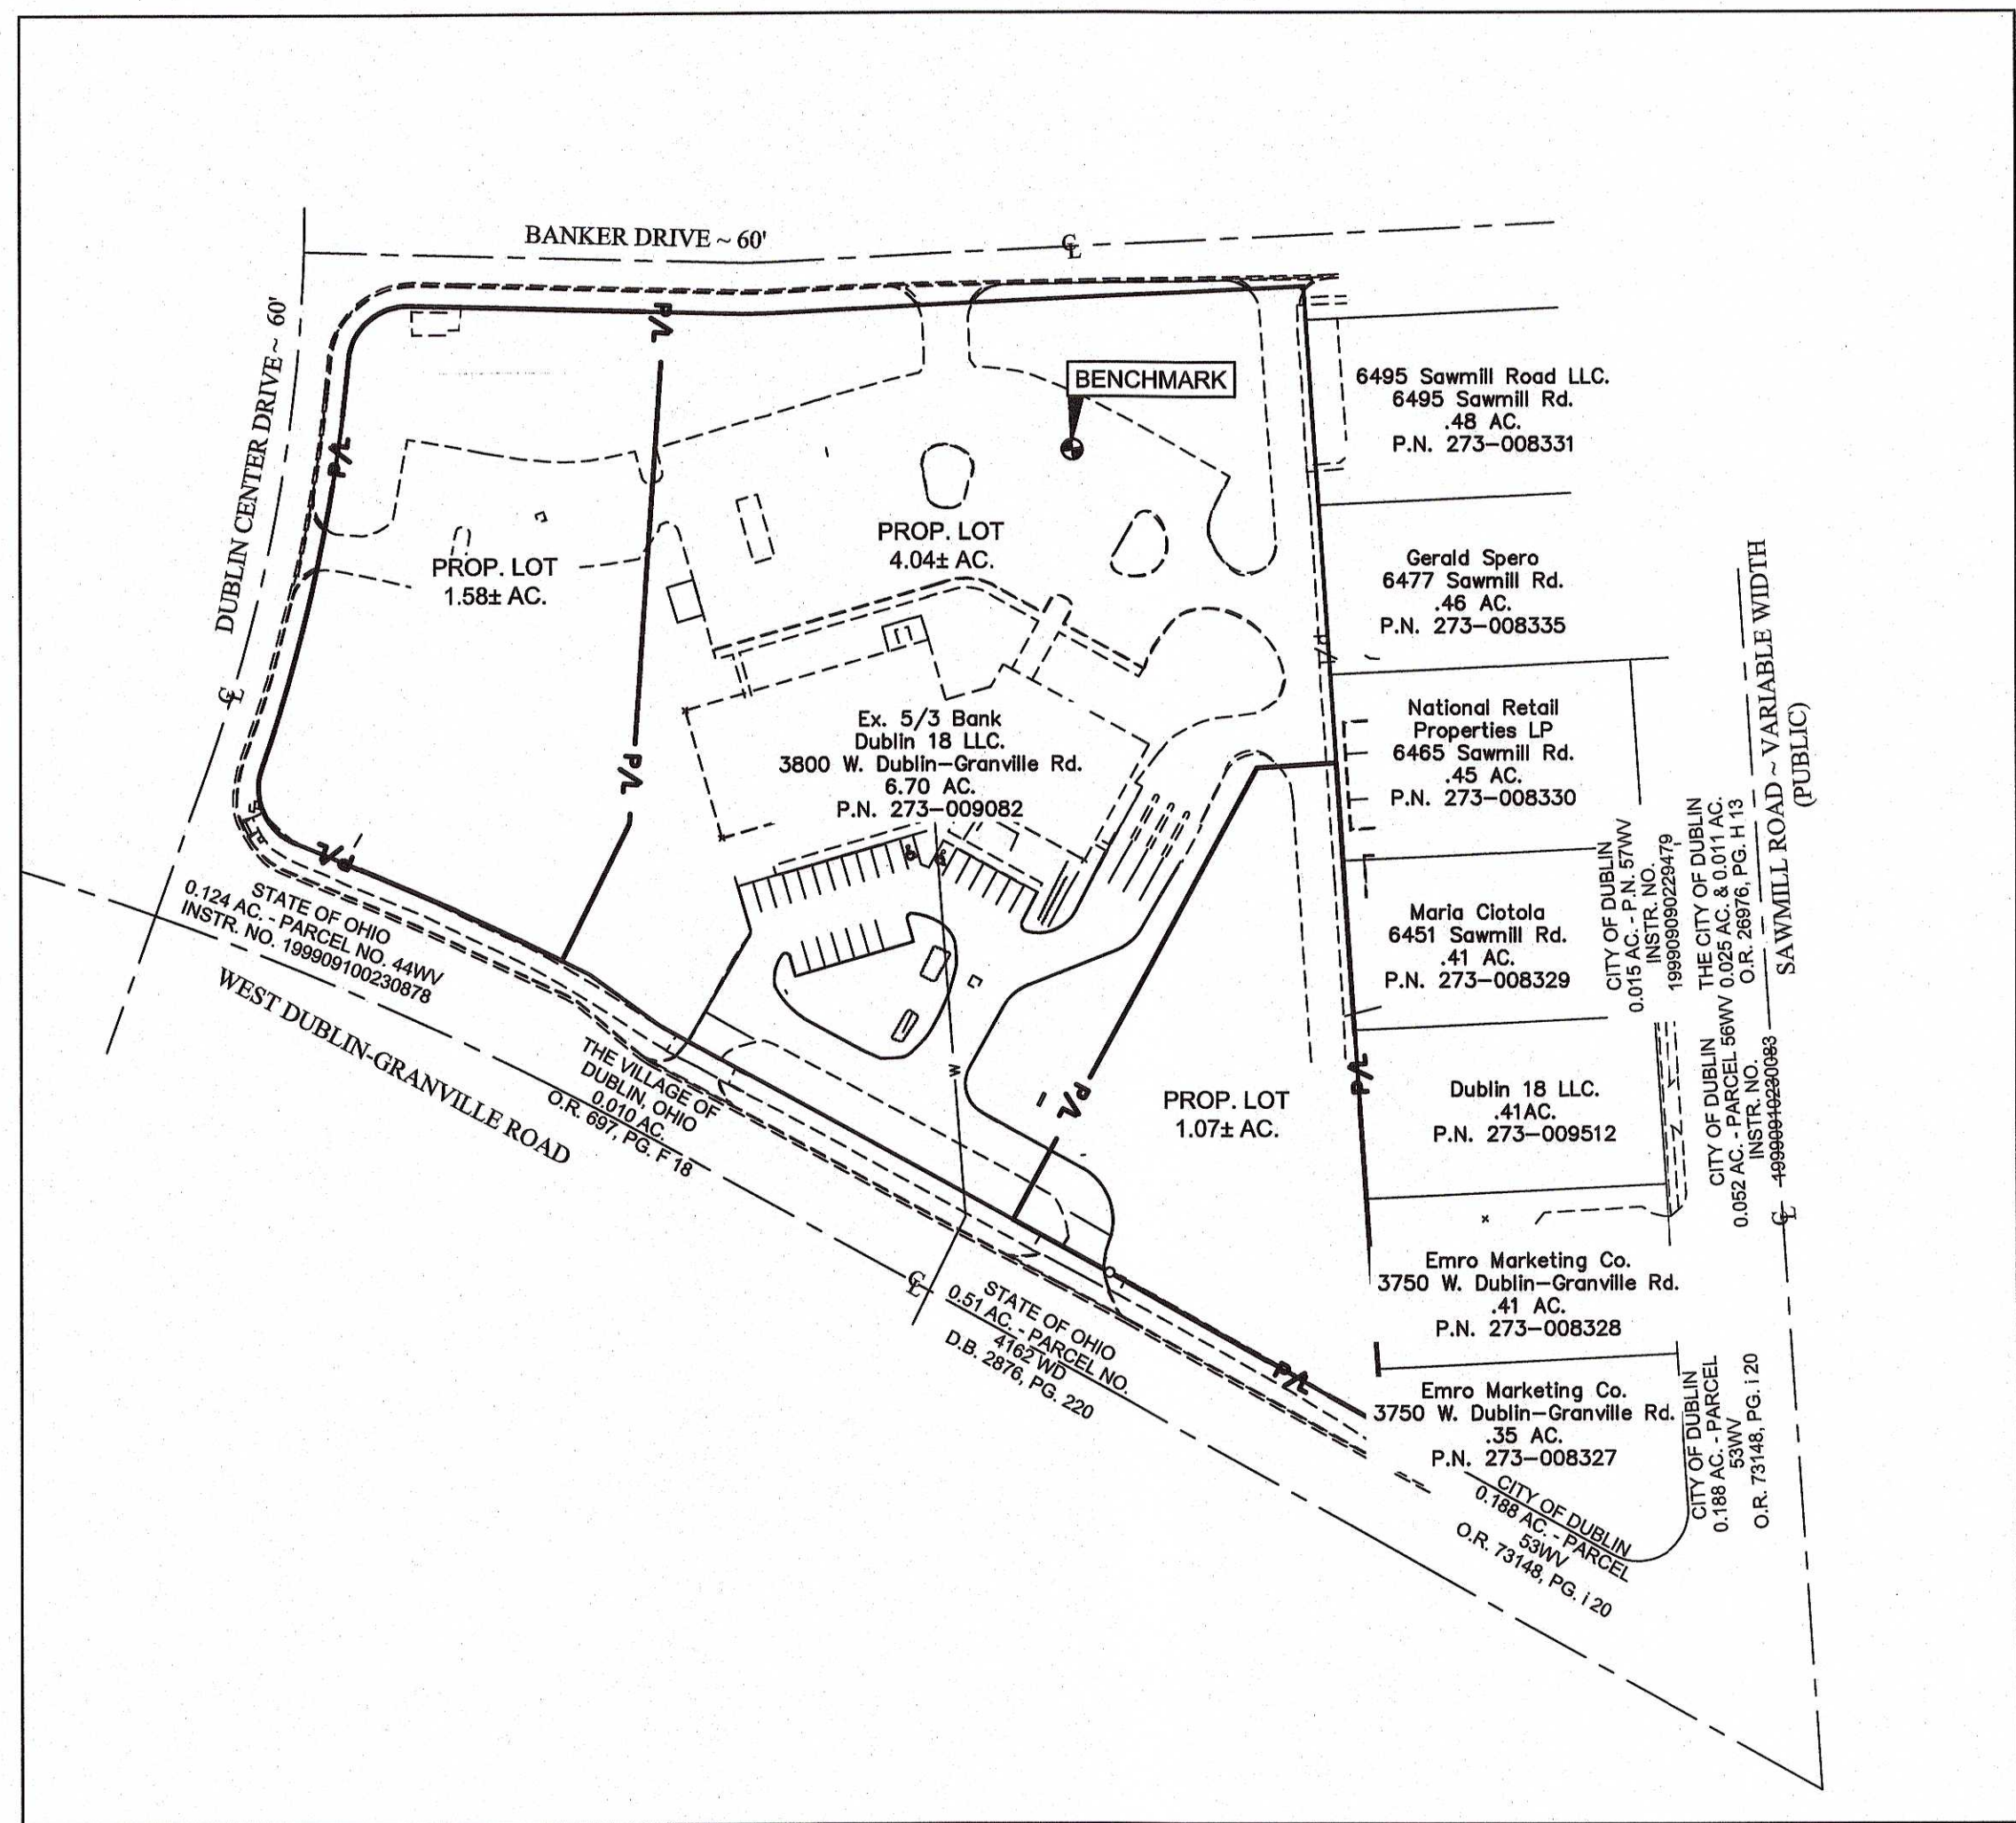 BANKER DRIVE ~ 60'
C
L
DUBLIN CENTER DRIVE ~ 60'
C
L
P/L
P/L
BENCHMARK
PROP. LOT
1.58± AC.
PROP. LOT
4.04± AC.
6495 Sawmill Road LLC.
6495 Sawmill Rd.
.48 AC.
P.N. 273-008331
Gerald Spero
6477 Sawmill Rd.
.46 AC.
P.N. 273-008335
P/L
Ex. 5/3 Bank
Dublin 18 LLC.
3800 W. Dublin-Granville Rd.
6.70 AC.
P.N. 273-009082
National Retail
Properties LP
6465 Sawmill Rd.
.45 AC.
P.N. 273-008330
SAWMILL ROAD ~ VARIABLE WIDTH
(PUBLIC)
P/L
STATE OF OHIO
0.124 AC. - PARCEL NO. 44WV
INSTR. NO. 199909100230878
WEST DUBLIN-GRANVILLE ROAD
Maria Ciotola
6451 Sawmill Rd.
.41 AC.
P.N. 273-008329
CITY OF DUBLIN
0.015 AC. - P.N. 57WV
INSTR. NO.
199909090229479
THE CITY OF DUBLIN
0.025 AC. & 0.011 AC.
O.R. 26976, PG. H 13
THE VILLAGE OF
DUBLIN, OHIO
0.010 AC.
O.R. 697, PG. F 18
W
P/L
PROP. LOT
1.07± AC.
P/L
Dublin 18 LLC.
.41AC.
P.N. 273-009512
CITY OF DUBLIN
0.052 AC. - PARCEL 56WV
INSTR. NO.
19990910230083
C
L
C
L
STATE OF OHIO
0.51 AC. - PARCEL NO.
4162 WD
D.B. 2876, PG. 220
P/L
Emro Marketing Co.
3750 W. Dublin-Granville Rd.
.41 AC.
P.N. 273-008328
Emro Marketing Co.
3750 W. Dublin-Granville Rd.
.35 AC.
P.N. 273-008327
CITY OF DUBLIN
0.188 AC. - PARCEL
53WV
O.R. 73148, PG. i 20
CITY OF DUBLIN
0.188 AC. - PARCEL
53WV
O.R. 73148, PG. i 20